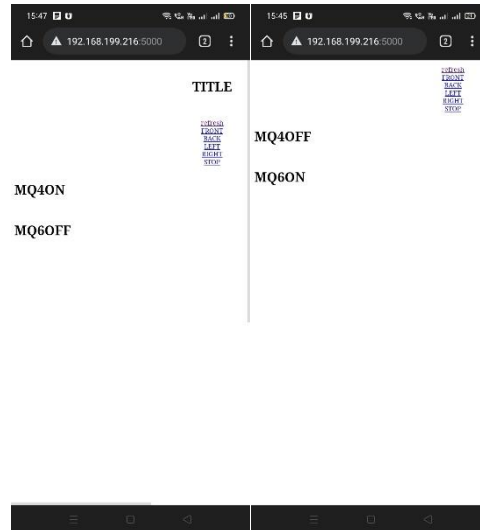 15:47
192.168.199.216:5000
2
TITLE
refresh
FRONT
BACK
LEFT
RIGHT
STOP
MQ4ON
MQ6OFF
15:45
192.168.199.216:5000
2
refresh
FRONT
BACK
LEFT
RIGHT
STOP
MQ4OFF
MQ6ON